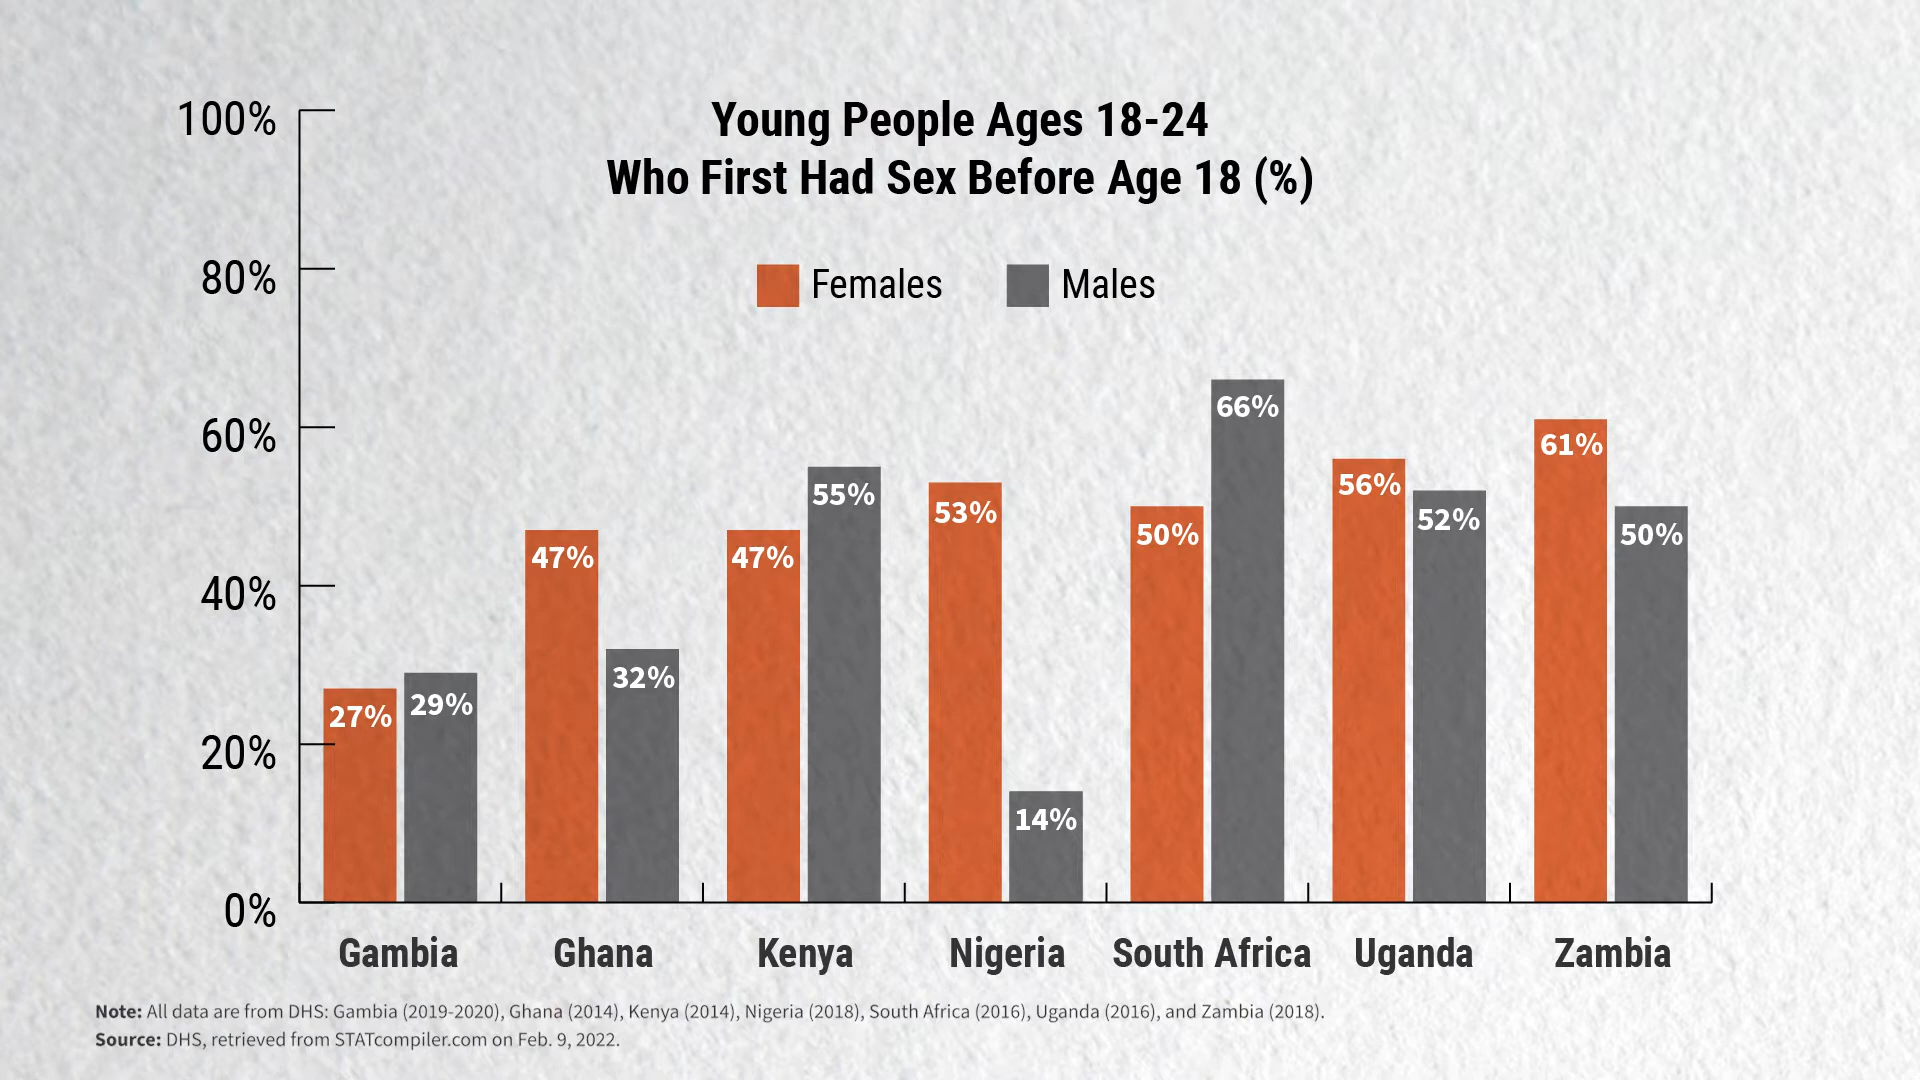 Young People Ages 18-24
Who First Had Sex Before Age 18 (%)
Females Males
100%
80%
60%
40%
20%
0%
27% 29% 47% 32% 47% 55% 53% 14% 50% 66% 56% 52% 61% 50%
Gambia Ghana Kenya Nigeria South Africa Uganda Zambia
Note: All data are from DHS: Gambia (2019-2020), Ghana (2014), Kenya (2014), Nigeria (2018), South Africa (2016), Uganda (2016), and Zambia (2018).
Source: DHS, retrieved from STATcompiler.com on Feb. 9, 2022.